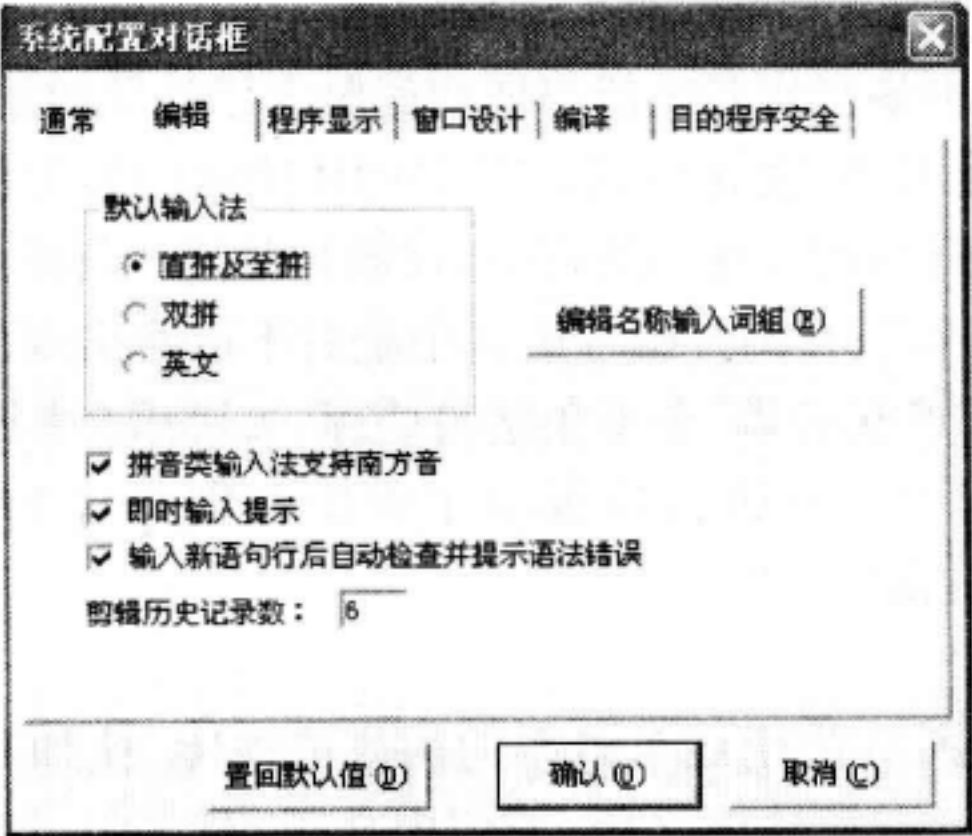 系统配置对话框
通常 编辑 程序显示 窗口设计 编译 目的程序安全
默认输入法
首拼及全拼
双拼
英文
编辑名称输入词组(E)
拼音类输入法支持南方音
即时输入提示
输入新语句行后自动检查并提示语法错误
剪辑历史记录数： 6
置回默认值(D) 确认(O) 取消(C)